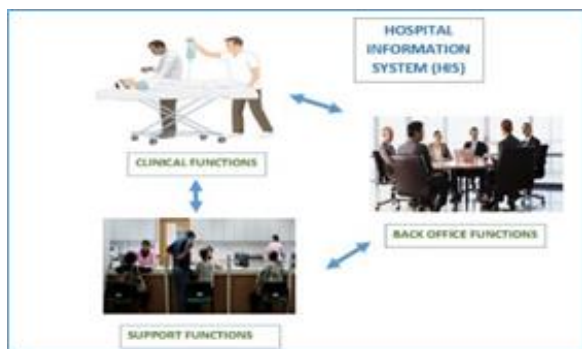 HOSPITAL
INFORMATION
SYSTEM (HIS)
CLINICAL FUNCTIONS
BACK OFFICE FUNCTIONS
SUPPORT FUNCTIONS